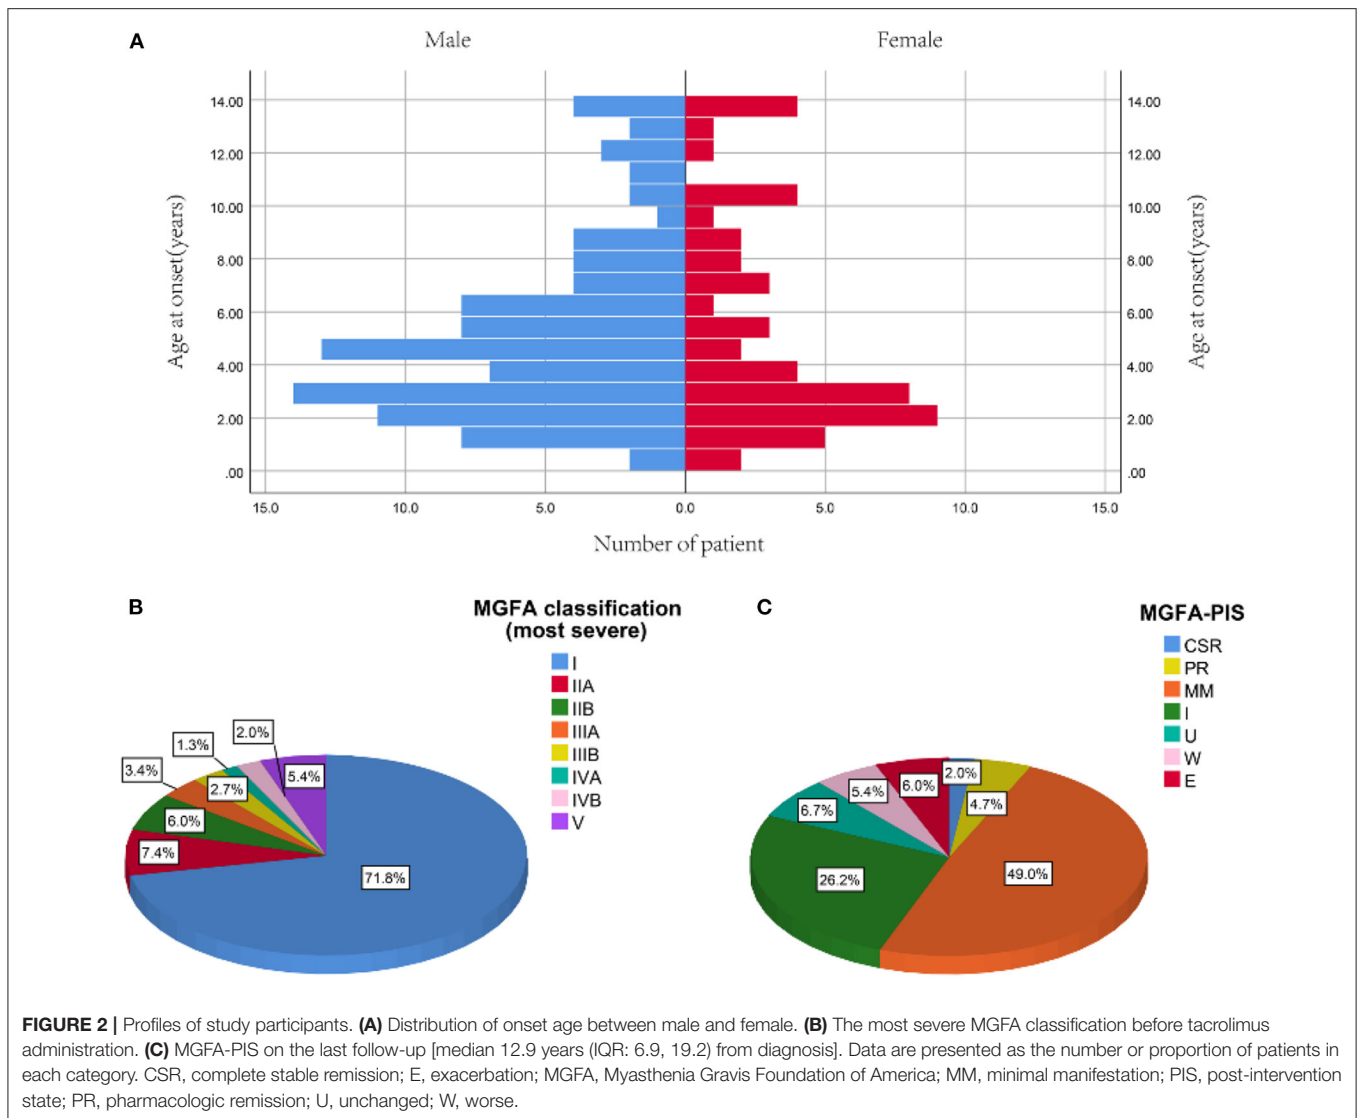 A
Male
Female
14.00
12.00
10.00
8.00
6.00
4.00
2.00
.00
Age at onset(years)
14.00
12.00
10.00
8.00
6.00
4.00
2.00
.00
Age at onset(years)
15.0 10.0 5.0 0.0 5.0 10.0 15.0
Number of patient
B
MGFA classification
(most severe)
I
IIA
IIB
IIIA
IIIB
IVA
IVB
V
2.0%
1.3%
3.4%
5.4%
2.7%
6.0%
7.4%
71.8%
C
MGFA-PIS
CSR
PR
MM
I
U
W
E
2.0%
6.0%
5.4%
4.7%
6.7%
49.0%
26.2%
FIGURE 2 | Profiles of study participants. (A) Distribution of onset age between male and female. (B) The most severe MGFA classification before tacrolimus
administration. (C) MGFA-PIS on the last follow-up [median 12.9 years (IQR: 6.9, 19.2) from diagnosis]. Data are presented as the number or proportion of patients in
each category. CSR, complete stable remission; E, exacerbation; MGFA, Myasthenia Gravis Foundation of America; MM, minimal manifestation; PIS, post-intervention
state; PR, pharmacologic remission; U, unchanged; W, worse.